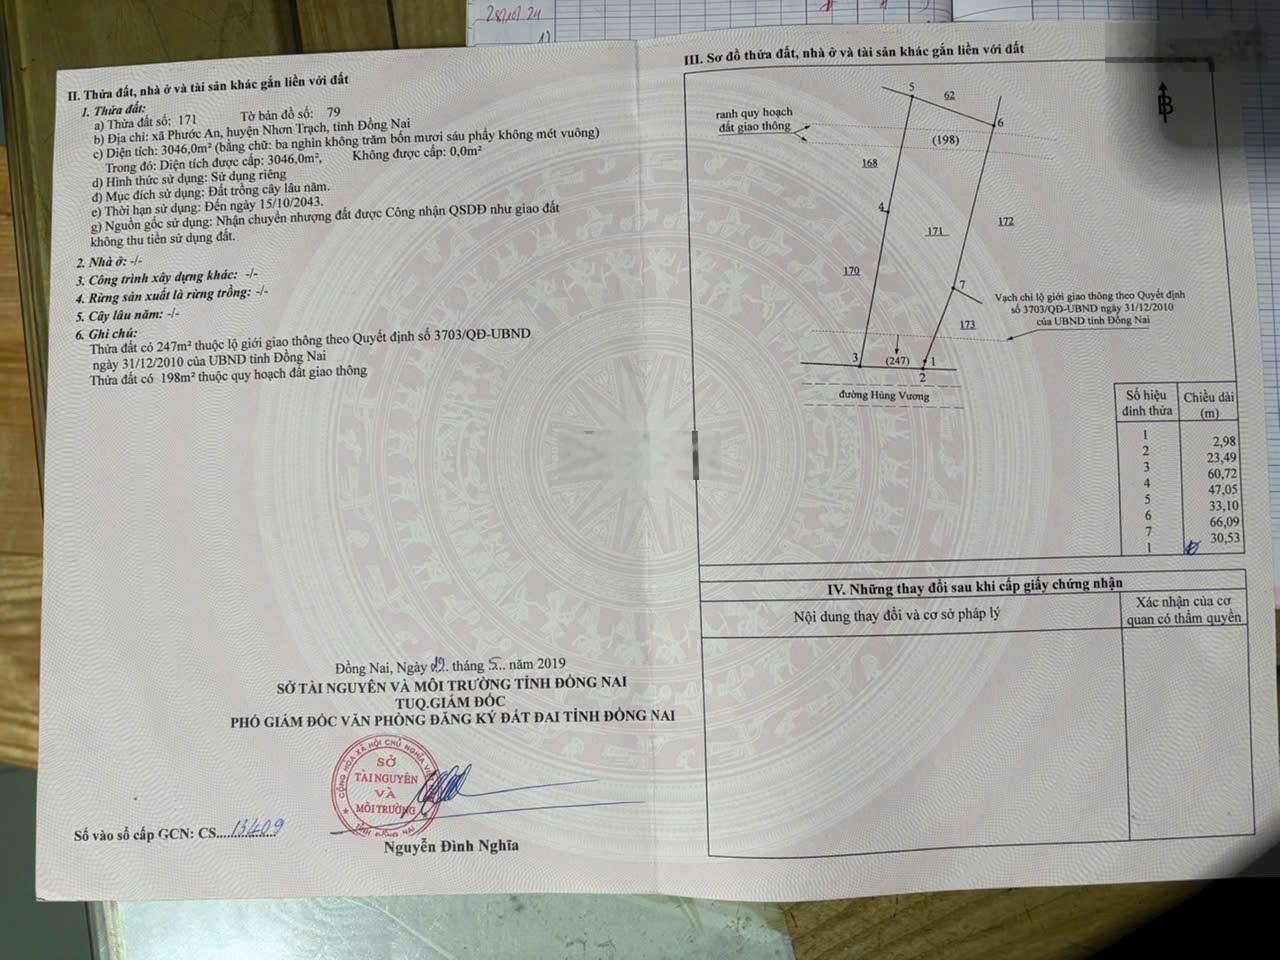 28/10/24
II. Thửa đất, nhà ở và tài sản khác gắn liền với đất
1. Thửa đất:
a) Thửa đất số: 171 Tờ bản đồ số: 79
b) Địa chỉ: xã Phước An, huyện Nhơn Trạch, tỉnh Đồng Nai
c) Diện tích: 3046,0m² (bằng chữ: ba nghìn không trăm bốn mươi sáu phẩy không mét vuông)
Trong đó: Diện tích được cấp: 3046,0m², Không được cấp: 0,0m²
d) Hình thức sử dụng: Sử dụng riêng
đ) Mục đích sử dụng: Đất trồng cây lâu năm.
e) Thời hạn sử dụng: Đến ngày 15/10/2043.
g) Nguồn gốc sử dụng: Nhận chuyển nhượng đất được Công nhận QSDĐ như giao đất
không thu tiền sử dụng đất.
2. Nhà ở: -/-
3. Công trình xây dựng khác: -/-
4. Rừng sản xuất là rừng trồng: -/-
5. Cây lâu năm: -/-
6. Ghi chú:
Thửa đất có 247m² thuộc lộ giới giao thông theo Quyết định số 3703/QĐ-UBND
ngày 31/12/2010 của UBND tỉnh Đồng Nai
Thửa đất có 198m² thuộc quy hoạch đất giao thông
Đồng Nai, Ngày 29. tháng 5... năm 2019
SỞ TÀI NGUYÊN VÀ MÔI TRƯỜNG TỈNH ĐỒNG NAI
TUQ.GIÁM ĐỐC
PHÓ GIÁM ĐỐC VĂN PHÒNG ĐĂNG KÝ ĐẤT ĐAI TỈNH ĐỒNG NAI
CỘNG HÒA XÃ HỘI CHỦ NGHĨA
SỞ
TÀI NGUYÊN
VÀ
MÔI TRƯỜNG
TỈNH ĐỒNG NAI
Số vào sổ cấp GCN: CS....13409
Nguyễn Đình Nghĩa
III. Sơ đồ thửa đất, nhà ở và tài sản khác gắn liền với đất
B
5
62
6
ranh quy hoạch
đất giao thông
(198)
168
4
171
172
170
7
Vạch chỉ lộ giới giao thông theo Quyết định
số 3703/QĐ-UBND ngày 31/12/2010
của UBND tỉnh Đồng Nai
173
3
(247)
1
2
đường Hùng Vương
Số hiệu
đỉnh thửa
Chiều dài
(m)
1
2,98
2
23,49
3
60,72
4
47,05
5
33,10
6
66,09
7
30,53
1
IV. Những thay đổi sau khi cấp giấy chứng nhận
Nội dung thay đổi và cơ sở pháp lý
Xác nhận của cơ
quan có thẩm quyền